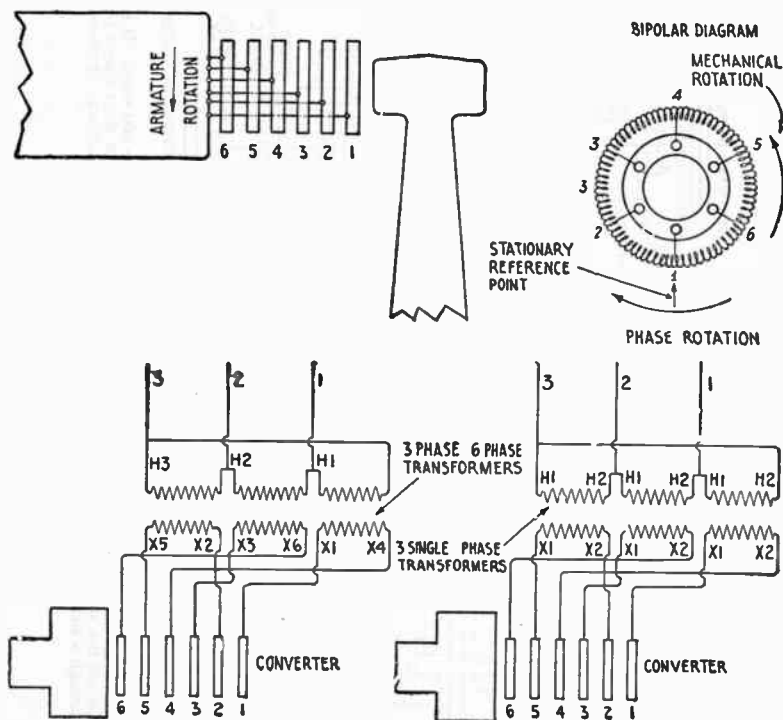 BIPOLAR DIAGRAM
MECHANICAL
ROTATION
ARMATURE
ROTATION
6 5 4 3 2 1
4
3
5
3
2
6
1
STATIONARY
REFERENCE
POINT
PHASE ROTATION
3 2 1
H3 H2 H1
3 PHASE 6 PHASE
TRANSFORMERS
X5 X2 X3 X6 X1 X4
3 SINGLE PHASE
TRANSFORMERS
CONVERTER
6 5 4 3 2 1
3 2 1
H1 H2 H1 H2 H1 H2
X1 X2 X1 X2 X1 X2
CONVERTER
6 5 4 3 2 1